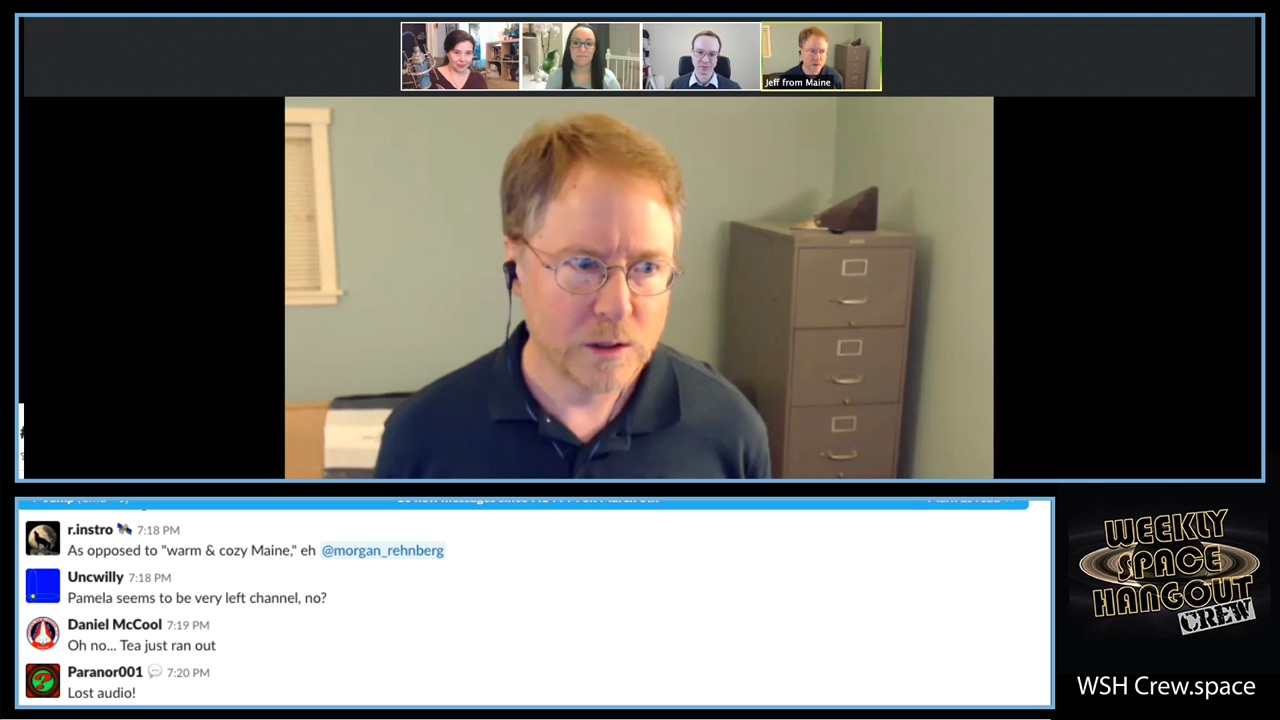 Jeff from Maine
r.instro 7:18 PM
As opposed to "warm & cozy Maine," eh @morgan_rehnberg
Uncwilly 7:18 PM
Pamela seems to be very left channel, no?
Daniel McCool 7:19 PM
Oh no... Tea just ran out
Paranor001 7:20 PM
Lost audio!
WEEKLY
SPACE
HANGOUT
CREW
WSH Crew.space